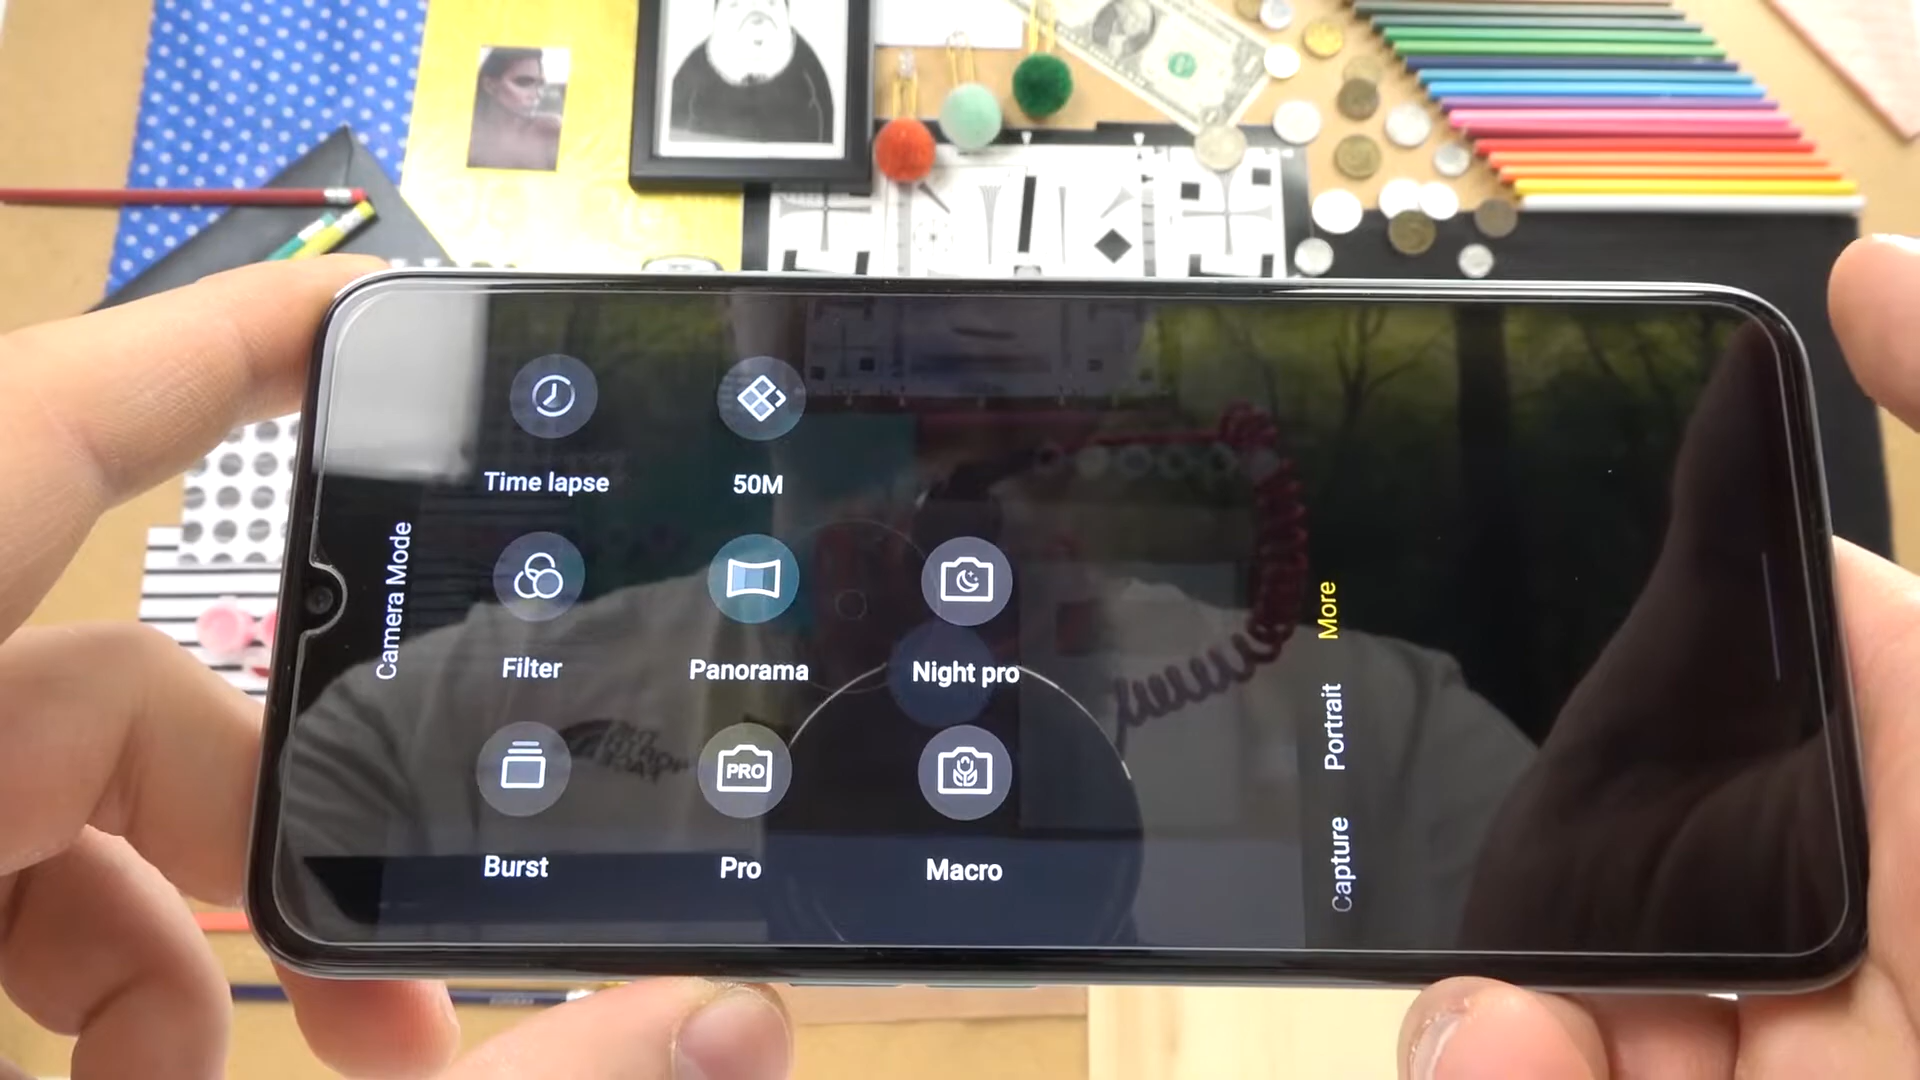 Camera Mode
Time lapse
50M
Filter
Panorama
Night pro
Burst
PRO
Pro
Macro
More
Portrait
Capture